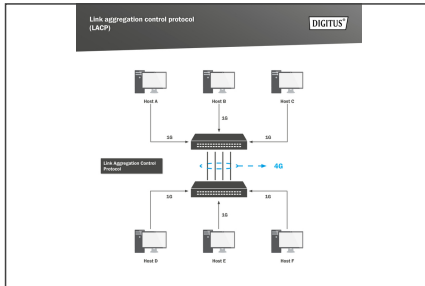 Link aggregation control protocol
(LACP)
DIGITUS®
Host A
Host B
Host C
1G
1G
1G
Link Aggregation Control
Protocol
4G
1G
1G
1G
Host D
Host E
Host F